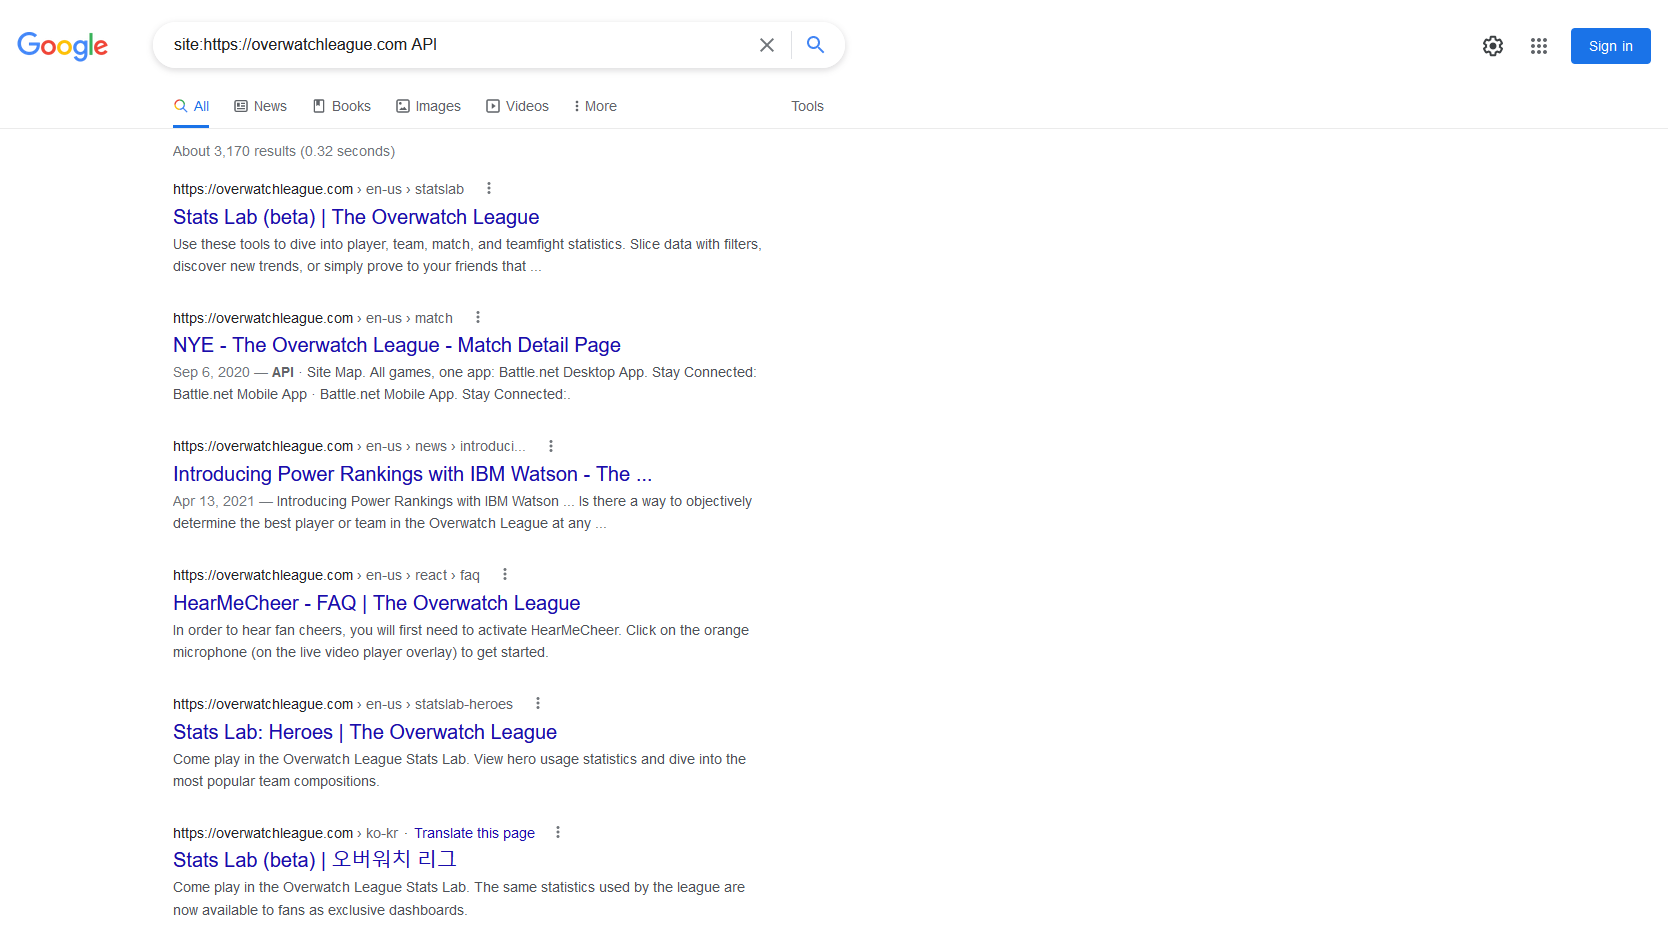 Google
site:https://overwatchleague.com API
Sign in
All News Books Images Videos More Tools
About 3,170 results (0.32 seconds)
https://overwatchleague.com › en-us › statslab
Stats Lab (beta) | The Overwatch League
Use these tools to dive into player, team, match, and teamfight statistics. Slice data with filters,
discover new trends, or simply prove to your friends that ...
https://overwatchleague.com › en-us › match
NYE - The Overwatch League - Match Detail Page
Sep 6, 2020 — API · Site Map. All games, one app: Battle.net Desktop App. Stay Connected:
Battle.net Mobile App · Battle.net Mobile App. Stay Connected:.
https://overwatchleague.com › en-us › news › introduci...
Introducing Power Rankings with IBM Watson - The ...
Apr 13, 2021 — Introducing Power Rankings with IBM Watson ... Is there a way to objectively
determine the best player or team in the Overwatch League at any ...
https://overwatchleague.com › en-us › react › faq
HearMeCheer - FAQ | The Overwatch League
In order to hear fan cheers, you will first need to activate HearMeCheer. Click on the orange
microphone (on the live video player overlay) to get started.
https://overwatchleague.com › en-us › statslab-heroes
Stats Lab: Heroes | The Overwatch League
Come play in the Overwatch League Stats Lab. View hero usage statistics and dive into the
most popular team compositions.
https://overwatchleague.com › ko-kr · Translate this page
Stats Lab (beta) | 오버워치 리그
Come play in the Overwatch League Stats Lab. The same statistics used by the league are
now available to fans as exclusive dashboards.